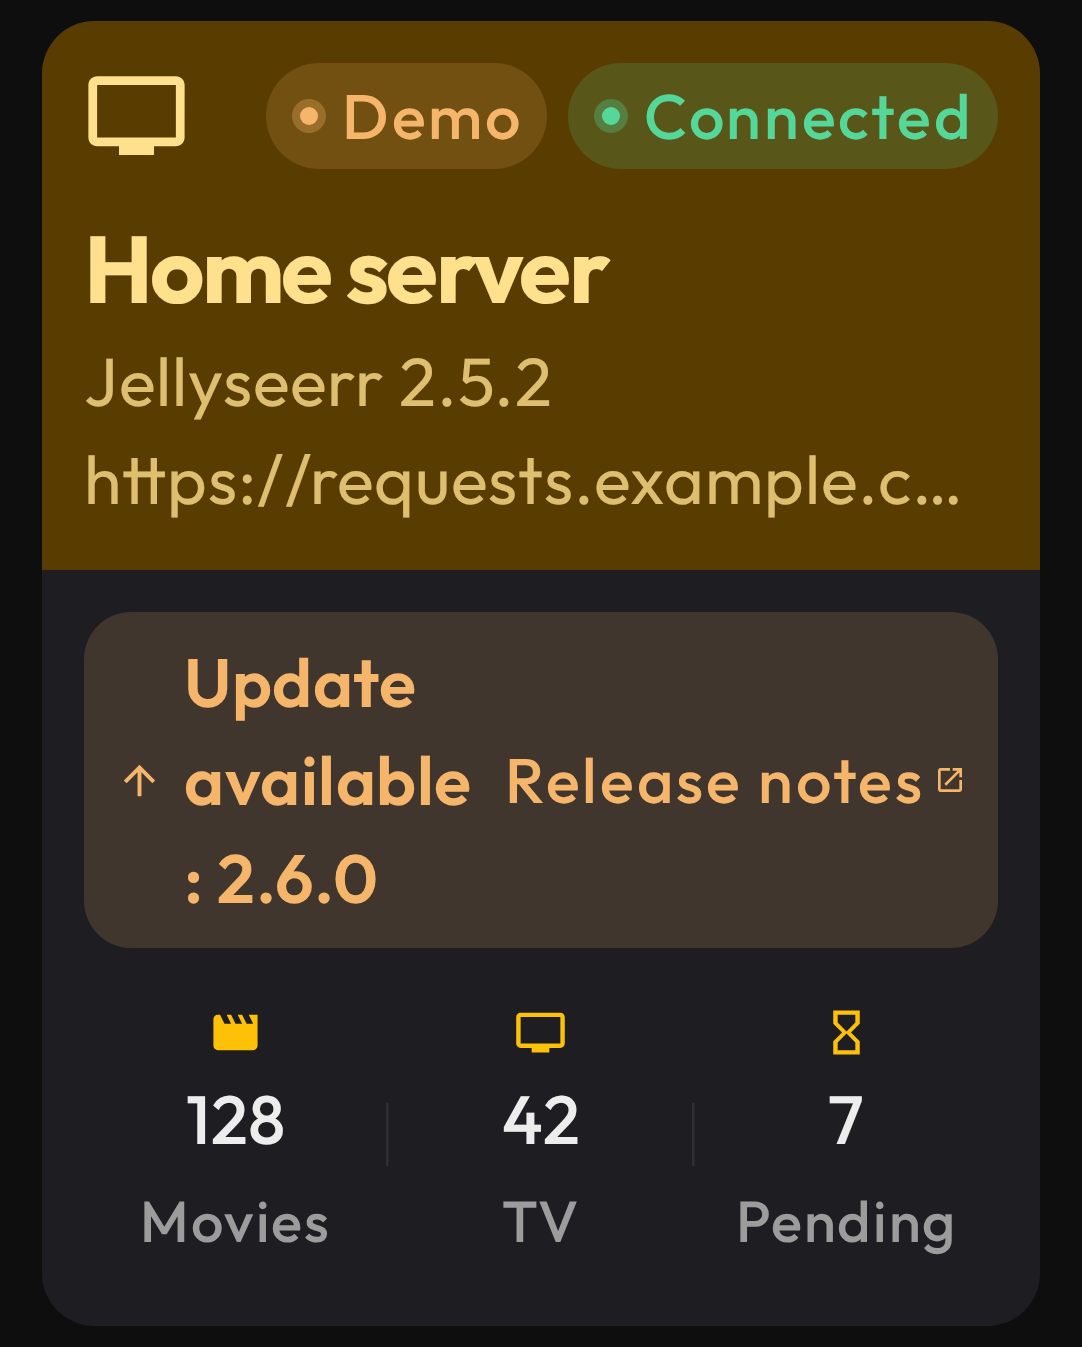 Demo Connected
Home server
Jellyseerr 2.5.2
https://requests.example.c…
Update
available Release notes
: 2.6.0
128 42 7
Movies TV Pending